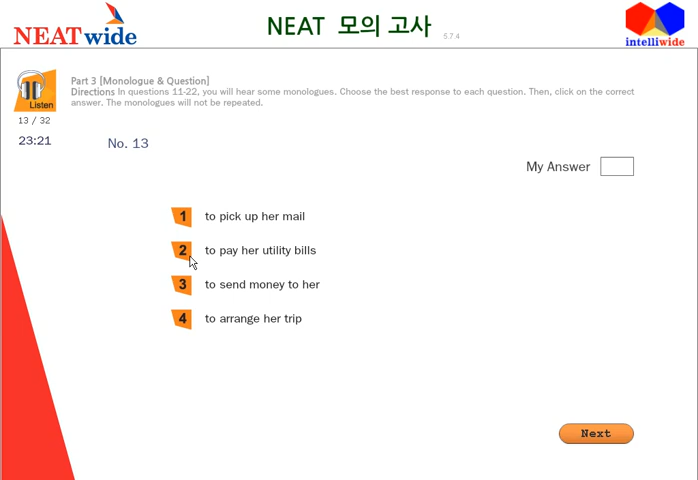 NEATwide
NEAT 모의 고사
5.7.4
intelliwide
Part 3 [Monologue & Question]
Directions In questions 11-22, you will hear some monologues. Choose the best response to each question. Then, click on the correct
answer. The monologues will not be repeated.
Listen
13 / 32
23:21
No. 13
My Answer
1 to pick up her mail
2 to pay her utility bills
3 to send money to her
4 to arrange her trip
Next